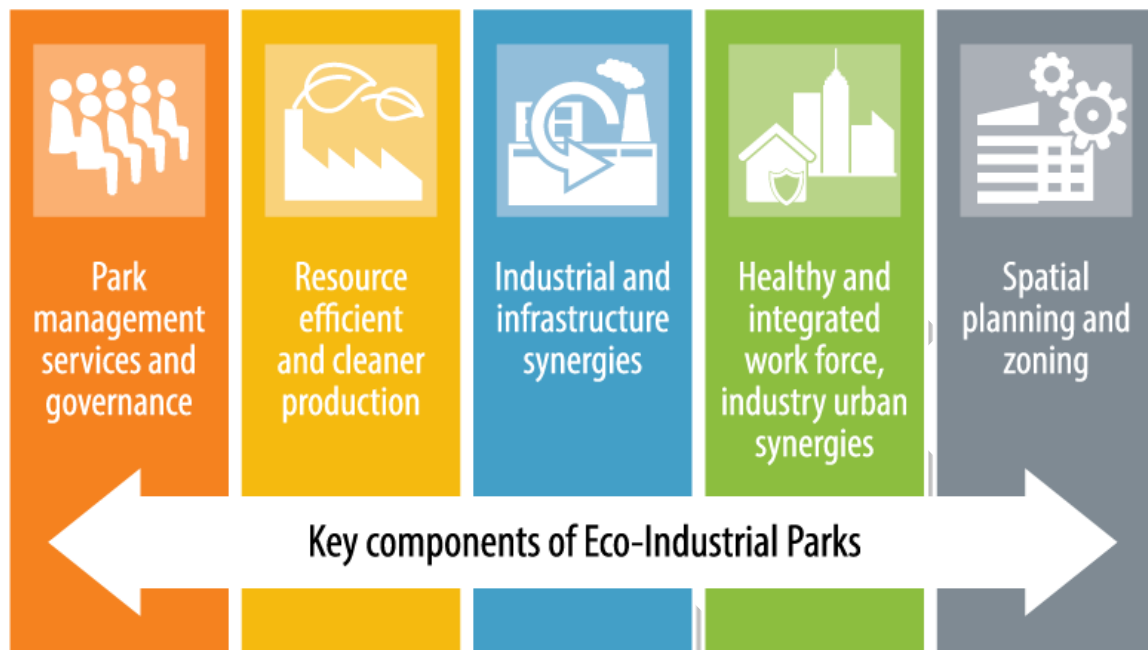 Park
management
services and
governance
Resource
efficient
and cleaner
production
Industrial and
infrastructure
synergies
Healthy and
integrated
work force,
industry urban
synergies
Spatial
planning and
zoning
Key components of Eco-Industrial Parks